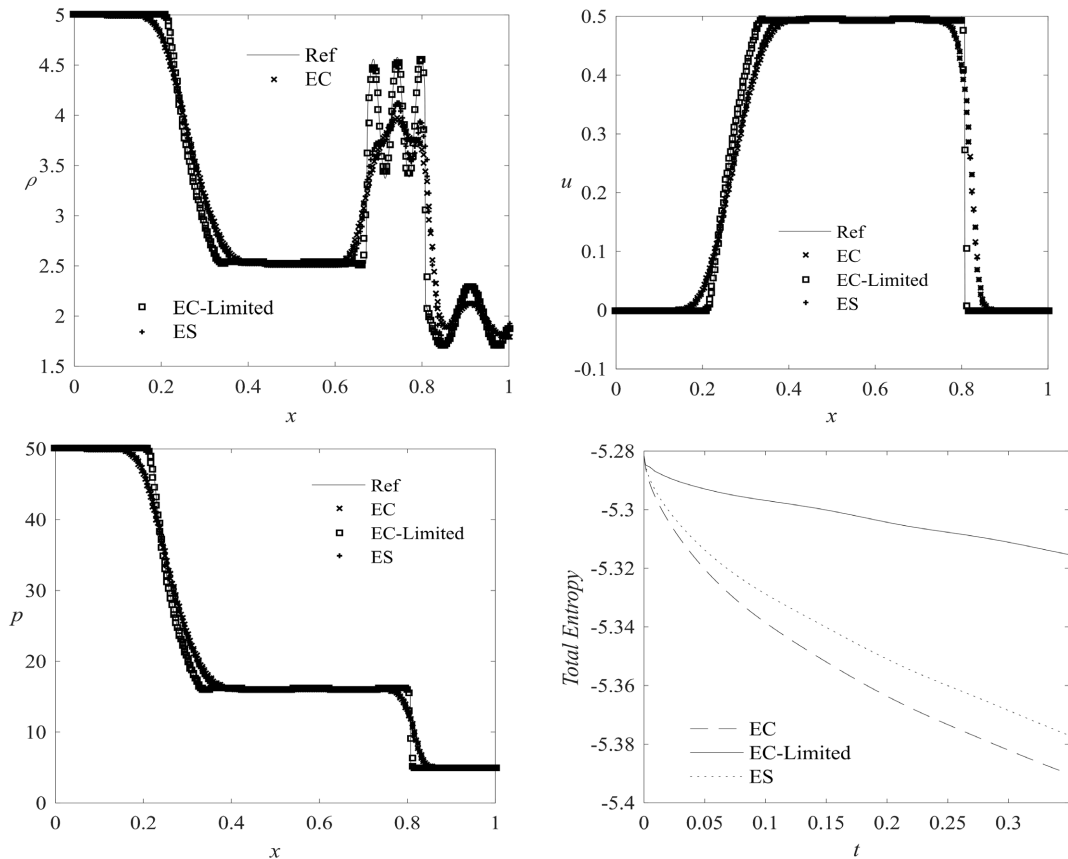 5
4.5
4
3.5
3
2.5
2
1.5
ρ
Ref
EC
EC-Limited
ES
0
0.2
0.4
0.6
0.8
1
x
0.5
0.4
0.3
0.2
0.1
0
-0.1
u
Ref
EC
EC-Limited
ES
0
0.2
0.4
0.6
0.8
1
x
50
40
30
20
10
0
p
Ref
EC
EC-Limited
ES
0
0.2
0.4
0.6
0.8
1
x
-5.28
-5.3
-5.32
-5.34
-5.36
-5.38
-5.4
Total Entropy
EC
EC-Limited
ES
0
0.05
0.1
0.15
0.2
0.25
0.3
t